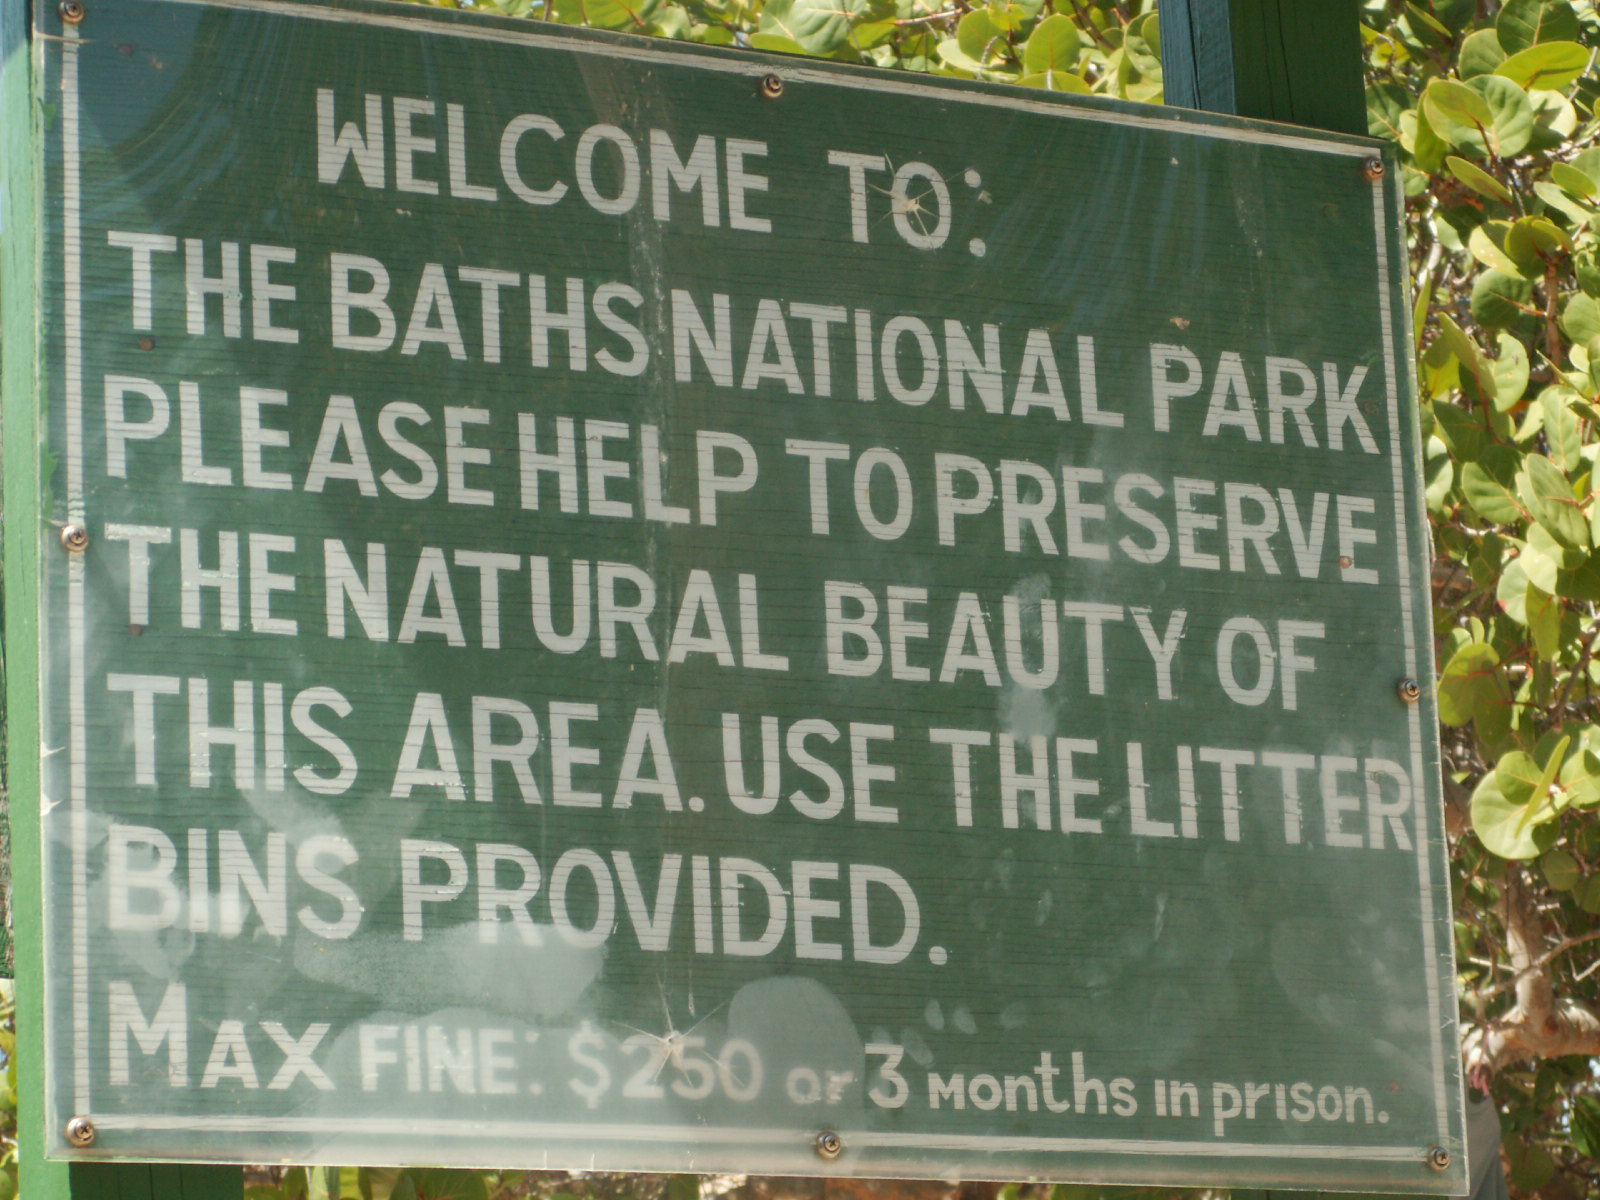 WELCOME TO:
THE BATHS NATIONAL PARK
PLEASE HELP TO PRESERVE
THE NATURAL BEAUTY OF
THIS AREA. USE THE LITTER
BINS PROVIDED.
MAX FINE: $250 or 3 Months in prison.